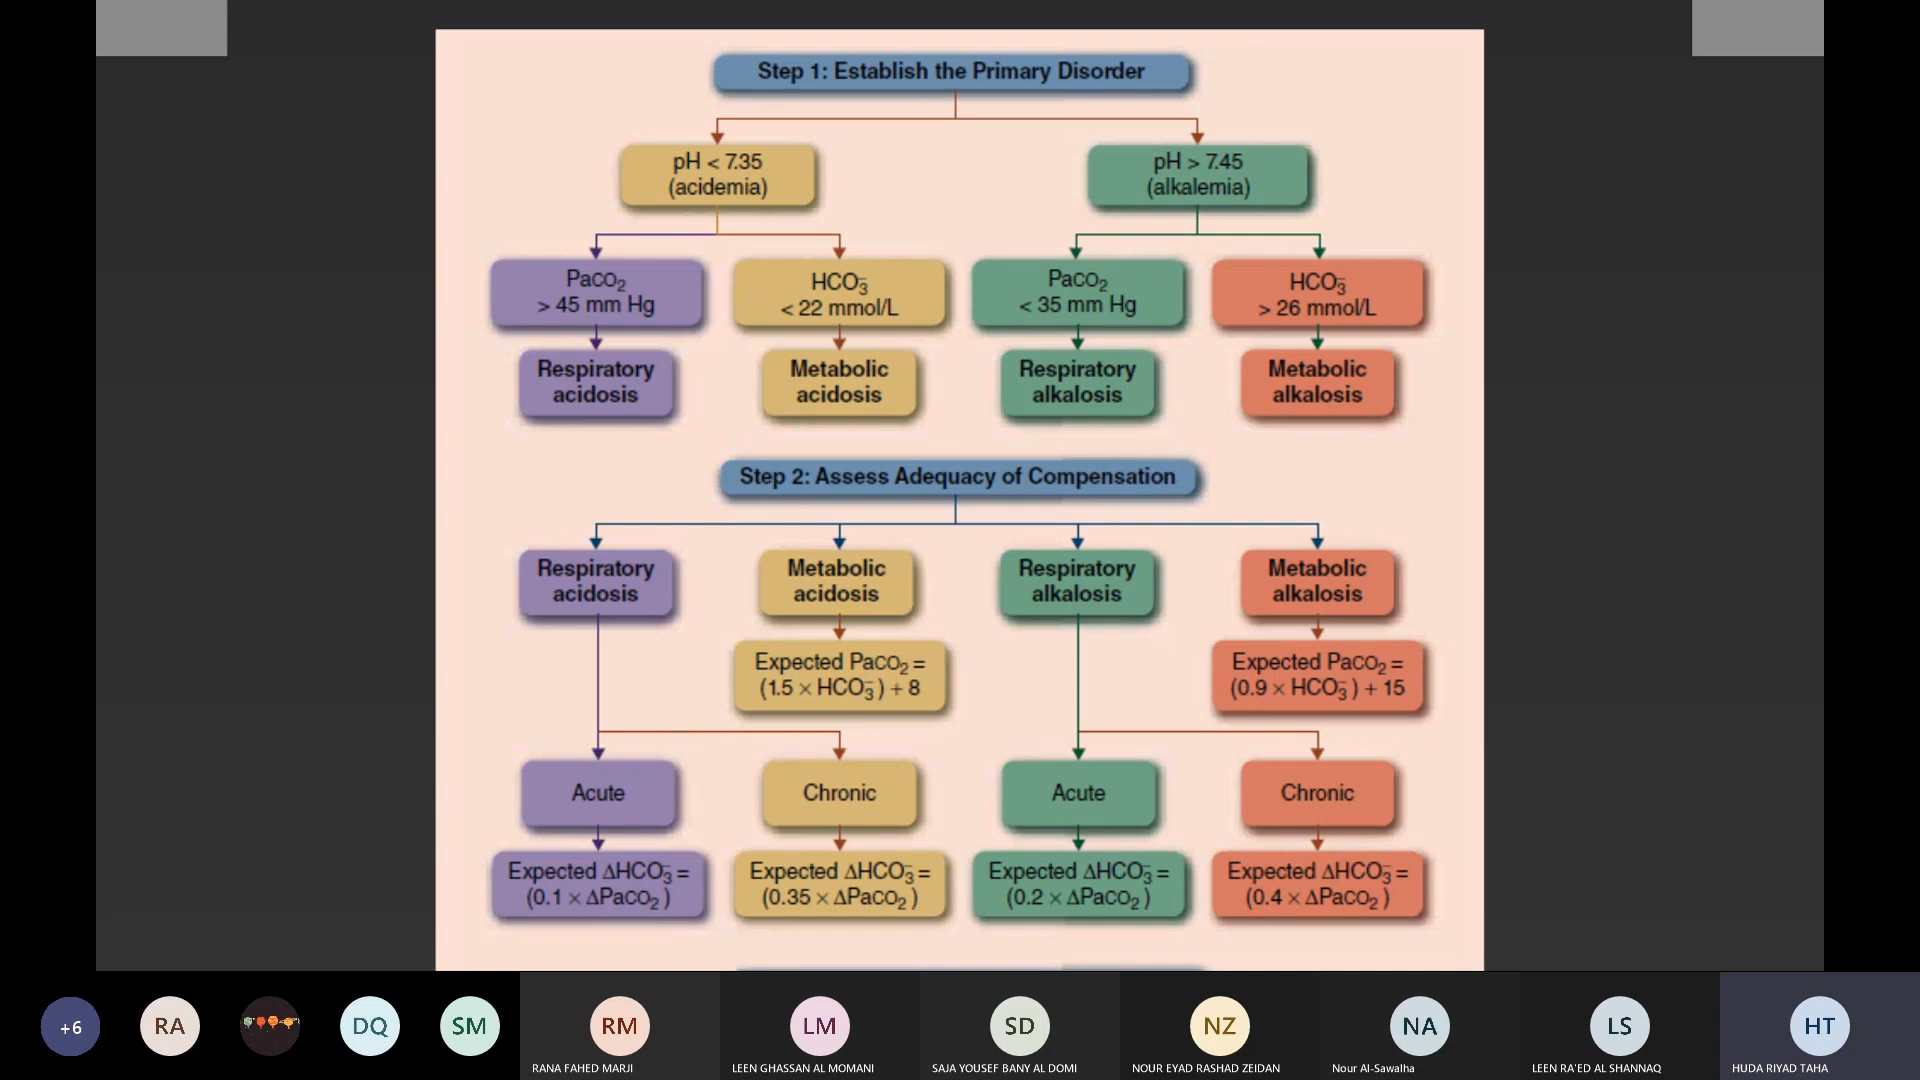 Step 1: Establish the Primary Disorder
pH < 7.35
(acidemia)
pH > 7.45
(alkalemia)
PaCO₂
> 45 mm Hg
HCO₃⁻
< 22 mmol/L
PaCO₂
< 35 mm Hg
HCO₃⁻
> 26 mmol/L
Respiratory
acidosis
Metabolic
acidosis
Respiratory
alkalosis
Metabolic
alkalosis
Step 2: Assess Adequacy of Compensation
Respiratory
acidosis
Metabolic
acidosis
Respiratory
alkalosis
Metabolic
alkalosis
Expected PaCO₂ =
(1.5 × HCO₃⁻) + 8
Expected PaCO₂ =
(0.9 × HCO₃⁻) + 15
Acute
Chronic
Acute
Chronic
Expected ΔHCO₃⁻ =
(0.1 × ΔPaCO₂)
Expected ΔHCO₃⁻ =
(0.35 × ΔPaCO₂)
Expected ΔHCO₃⁻ =
(0.2 × ΔPaCO₂)
Expected ΔHCO₃⁻ =
(0.4 × ΔPaCO₂)
+6
RA
DQ
SM
RM
LM
SD
NZ
NA
LS
HT
RANA FAHED MARJI
LEEN GHASSAN AL MOMANI
SAJA YOUSEF BANY AL DOMI
NOUR EYAD RASHAD ZEIDAN
Nour Al-Sawalha
LEEN RA'ED AL SHANNAQ
HUDA RIYAD TAHA